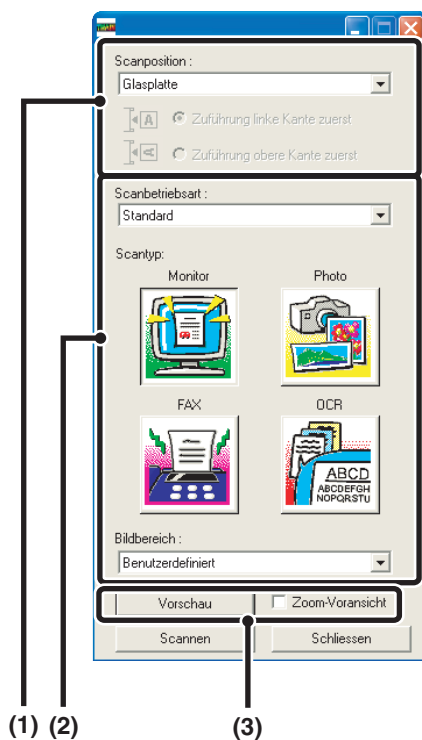 Scanposition :
Glasplatte
A Zuführung linke Kante zuerst
A Zuführung obere Kante zuerst
Scanbetriebsart :
Standard
Scantyp:
Monitor Photo
FAX OCR
ABCD
ABCDEFGH
NOPQRSTU
Bildbereich :
Benutzerdefiniert
Vorschau Zoom-Voransicht
Scannen Schliessen
(1) (2) (3)